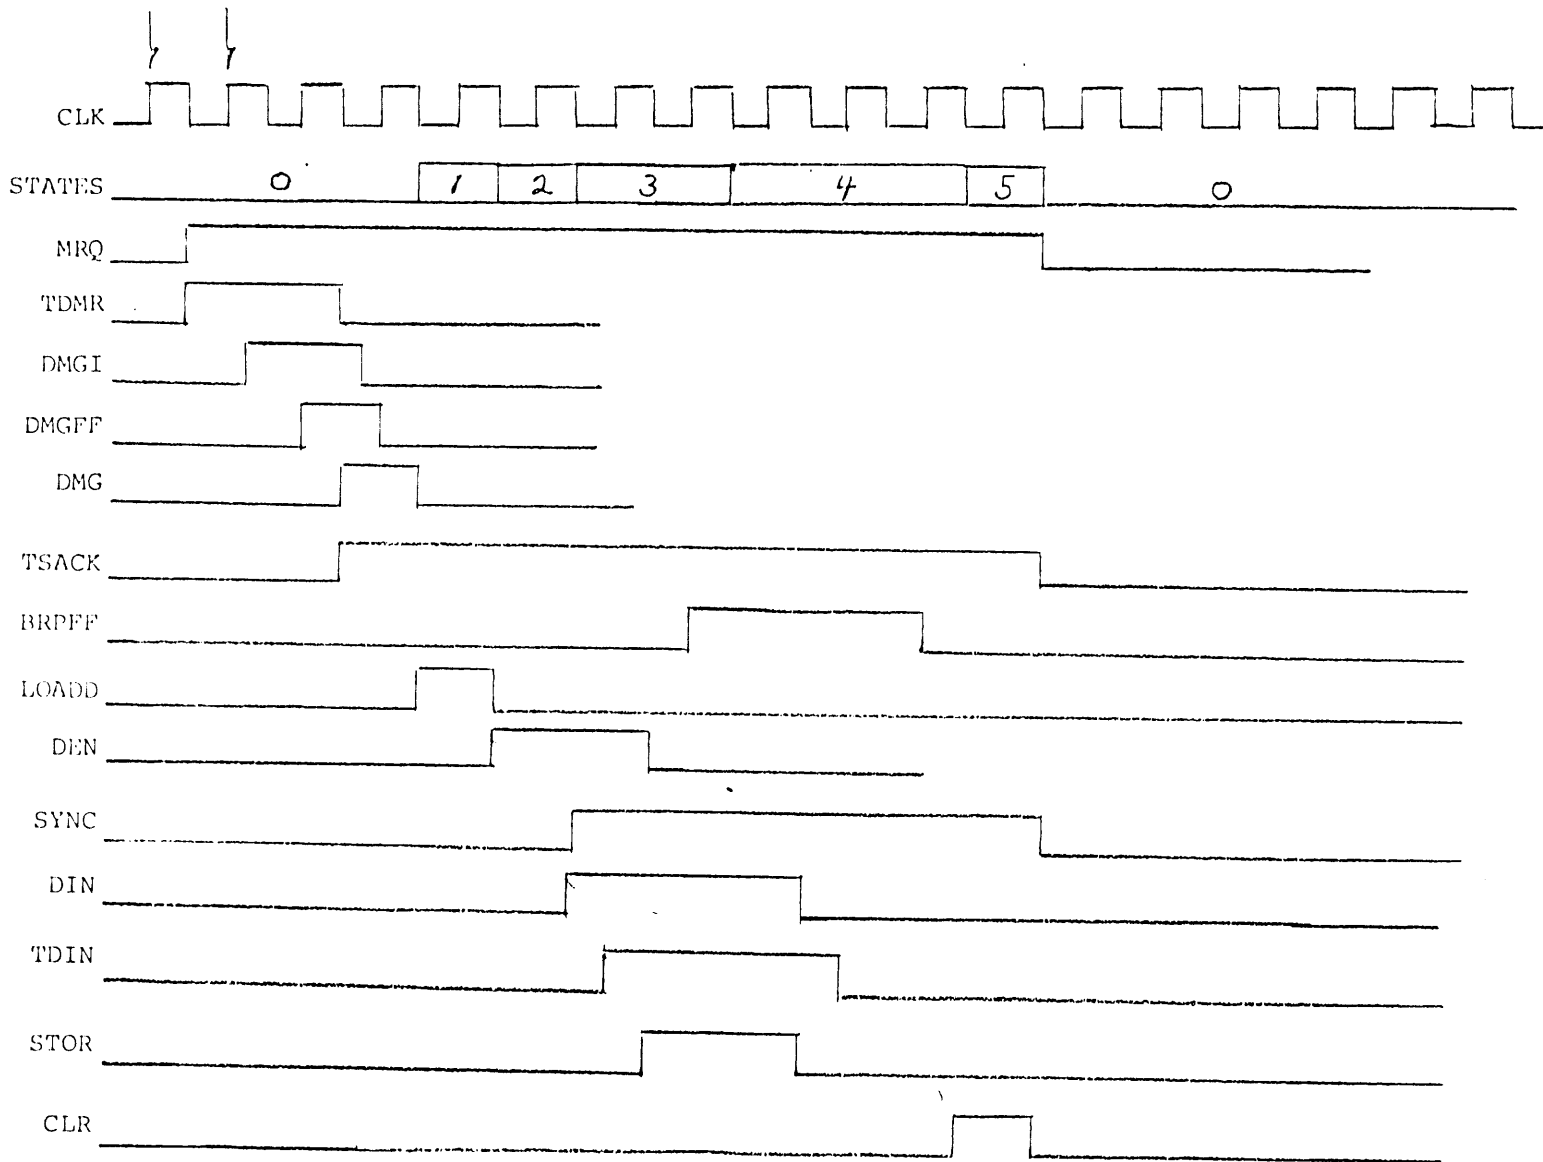 CLK
STATES 0 1 2 3 4 5 0
MRQ
TDMR
DMGI
DMGFF
DMG
TSACK
BRPFF
LOADD
DEN
SYNC
DIN
TDIN
STOR
CLR